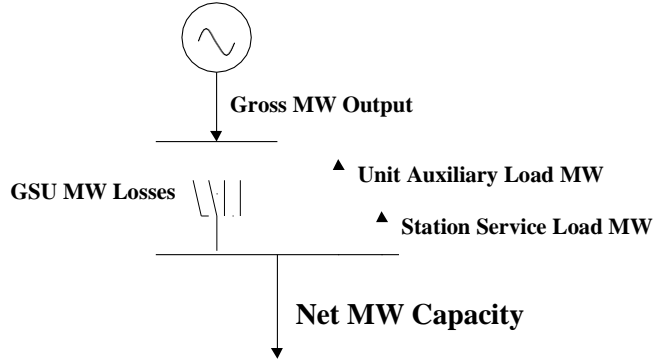 Gross MW Output
Unit Auxiliary Load MW
GSU MW Losses
Station Service Load MW
Net MW Capacity